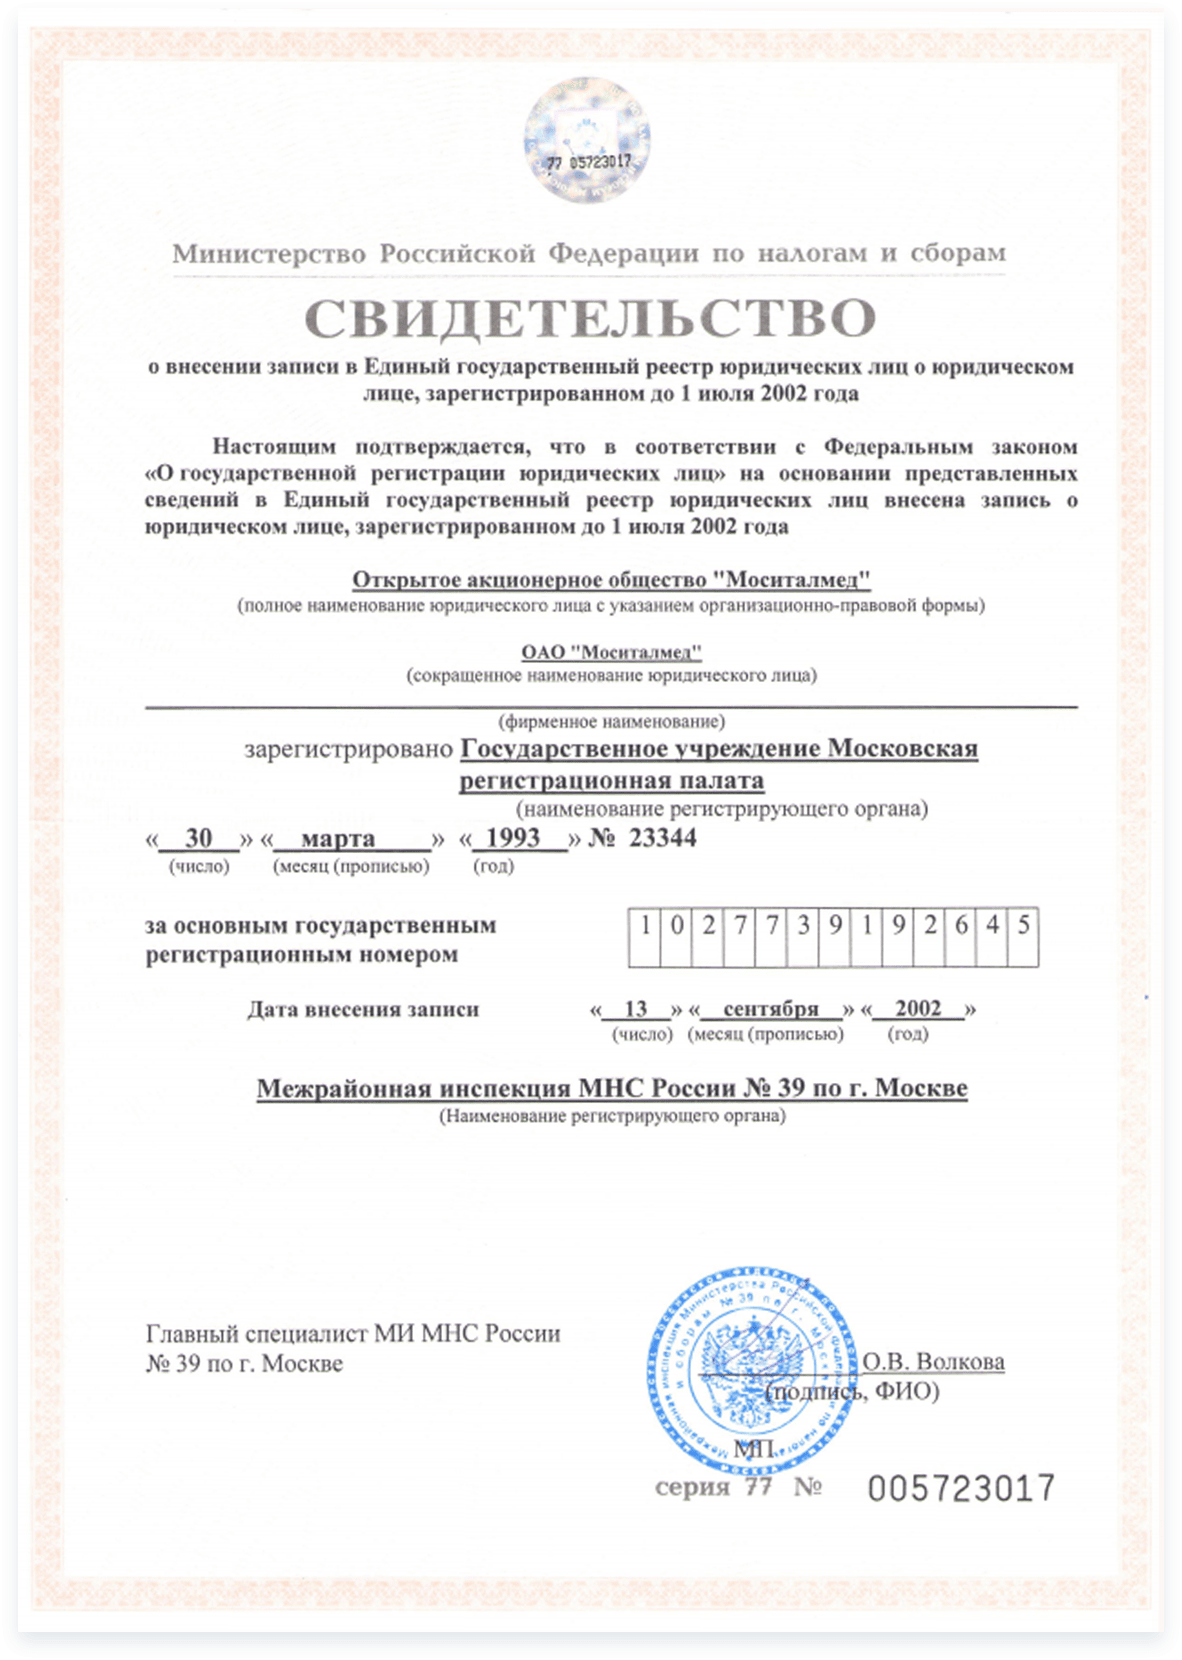 77 05723017
Министерство Российской Федерации по налогам и сборам
СВИДЕТЕЛЬСТВО
о внесении записи в Единый государственный реестр юридических лиц о юридическом
лице, зарегистрированном до 1 июля 2002 года
Настоящим подтверждается, что в соответствии с Федеральным законом
«О государственной регистрации юридических лиц» на основании представленных
сведений в Единый государственный реестр юридических лиц внесена запись о
юридическом лице, зарегистрированном до 1 июля 2002 года
Открытое акционерное общество "Моситалмед"
(полное наименование юридического лица с указанием организационно-правовой формы)
ОАО "Моситалмед"
(сокращенное наименование юридического лица)
(фирменное наименование)
зарегистрировано Государственное учреждение Московская
регистрационная палата
(наименование регистрирующего органа)
« 30 » « марта » « 1993 » № 23344
(число) (месяц (прописью) (год)
за основным государственным
регистрационным номером
1 0 2 7 7 3 9 1 9 2 6 4 5
Дата внесения записи « 13 » « сентября » « 2002 »
(число) (месяц (прописью) (год)
Межрайонная инспекция МНС России № 39 по г. Москве
(Наименование регистрирующего органа)
Главный специалист МИ МНС России
№ 39 по г. Москве
О.В. Волкова
(подпись, ФИО)
МП
серия 77 № 005723017